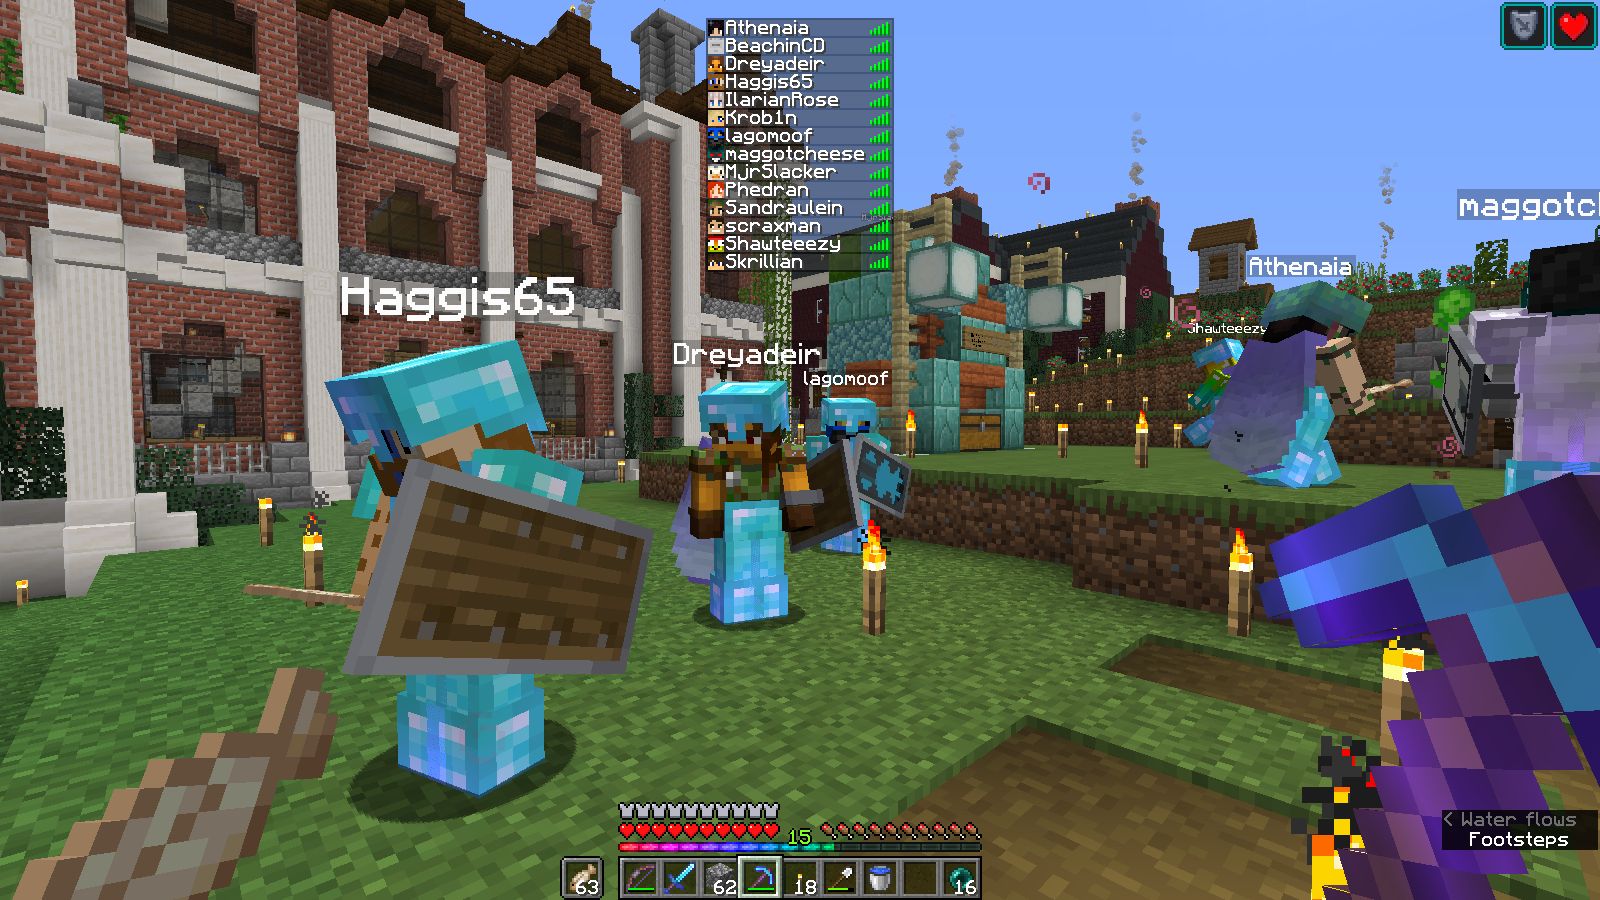 Athenaia
BeachinCD
Dreyadeir
Haggis65
IlarianRose
Krob1n
lagomoof
maggotcheese
MjrSlacker
Phedran
Sandraulein
scraxman
Shawteeezy
Skrillian
maggotch
Athenaia
Haggis65
Shawteeezy
Dreyadeir
lagomoof
< Water flows
Footsteps
15
63
62
18
16